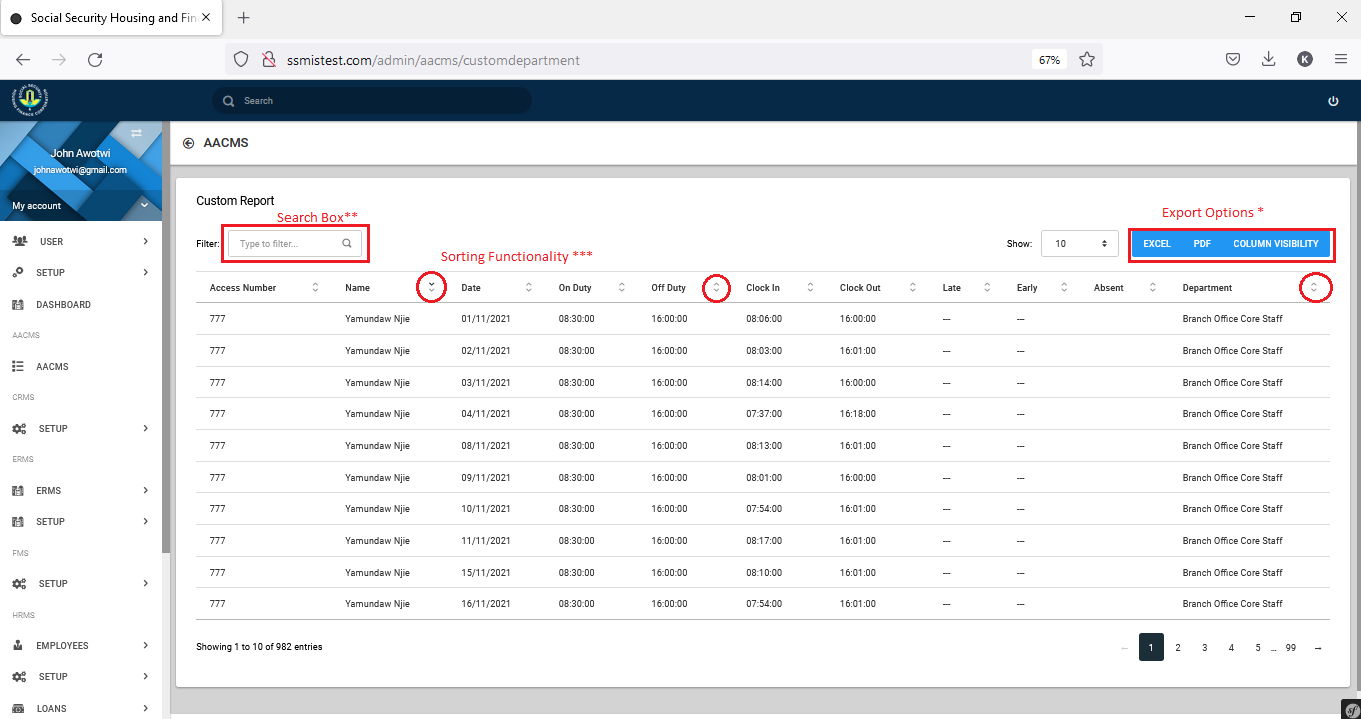 Social Security Housing and Fin
ssmistest.com/admin/aacms/customdepartment
67%
K
Search
John Awotwi
johnawotwi@gmail.com
My account
USER
SETUP
DASHBOARD
AACMS
AACMS
CRMS
SETUP
ERMS
ERMS
SETUP
FMS
SETUP
HRMS
EMPLOYEES
SETUP
LOANS
AACMS
Custom Report
Search Box**
Export Options *
Filter: Type to filter...
Show: 10
EXCEL PDF COLUMN VISIBILITY
Sorting Functionality ***
Access Number Name Date On Duty Off Duty Clock In Clock Out Late Early Absent Department
777 Yamundaw Njie 01/11/2021 08:30:00 16:00:00 08:06:00 16:00:00 --- --- Branch Office Core Staff
777 Yamundaw Njie 02/11/2021 08:30:00 16:00:00 08:03:00 16:01:00 --- --- Branch Office Core Staff
777 Yamundaw Njie 03/11/2021 08:30:00 16:00:00 08:14:00 16:00:00 --- --- Branch Office Core Staff
777 Yamundaw Njie 04/11/2021 08:30:00 16:00:00 07:37:00 16:18:00 --- --- Branch Office Core Staff
777 Yamundaw Njie 08/11/2021 08:30:00 16:00:00 08:13:00 16:01:00 --- --- Branch Office Core Staff
777 Yamundaw Njie 09/11/2021 08:30:00 16:00:00 08:01:00 16:00:00 --- --- Branch Office Core Staff
777 Yamundaw Njie 10/11/2021 08:30:00 16:00:00 07:54:00 16:01:00 --- --- Branch Office Core Staff
777 Yamundaw Njie 11/11/2021 08:30:00 16:00:00 08:17:00 16:01:00 --- --- Branch Office Core Staff
777 Yamundaw Njie 15/11/2021 08:30:00 16:00:00 08:10:00 16:01:00 --- --- Branch Office Core Staff
777 Yamundaw Njie 16/11/2021 08:30:00 16:00:00 07:54:00 16:01:00 --- --- Branch Office Core Staff
Showing 1 to 10 of 982 entries
← 1 2 3 4 5 ... 99 →
sf